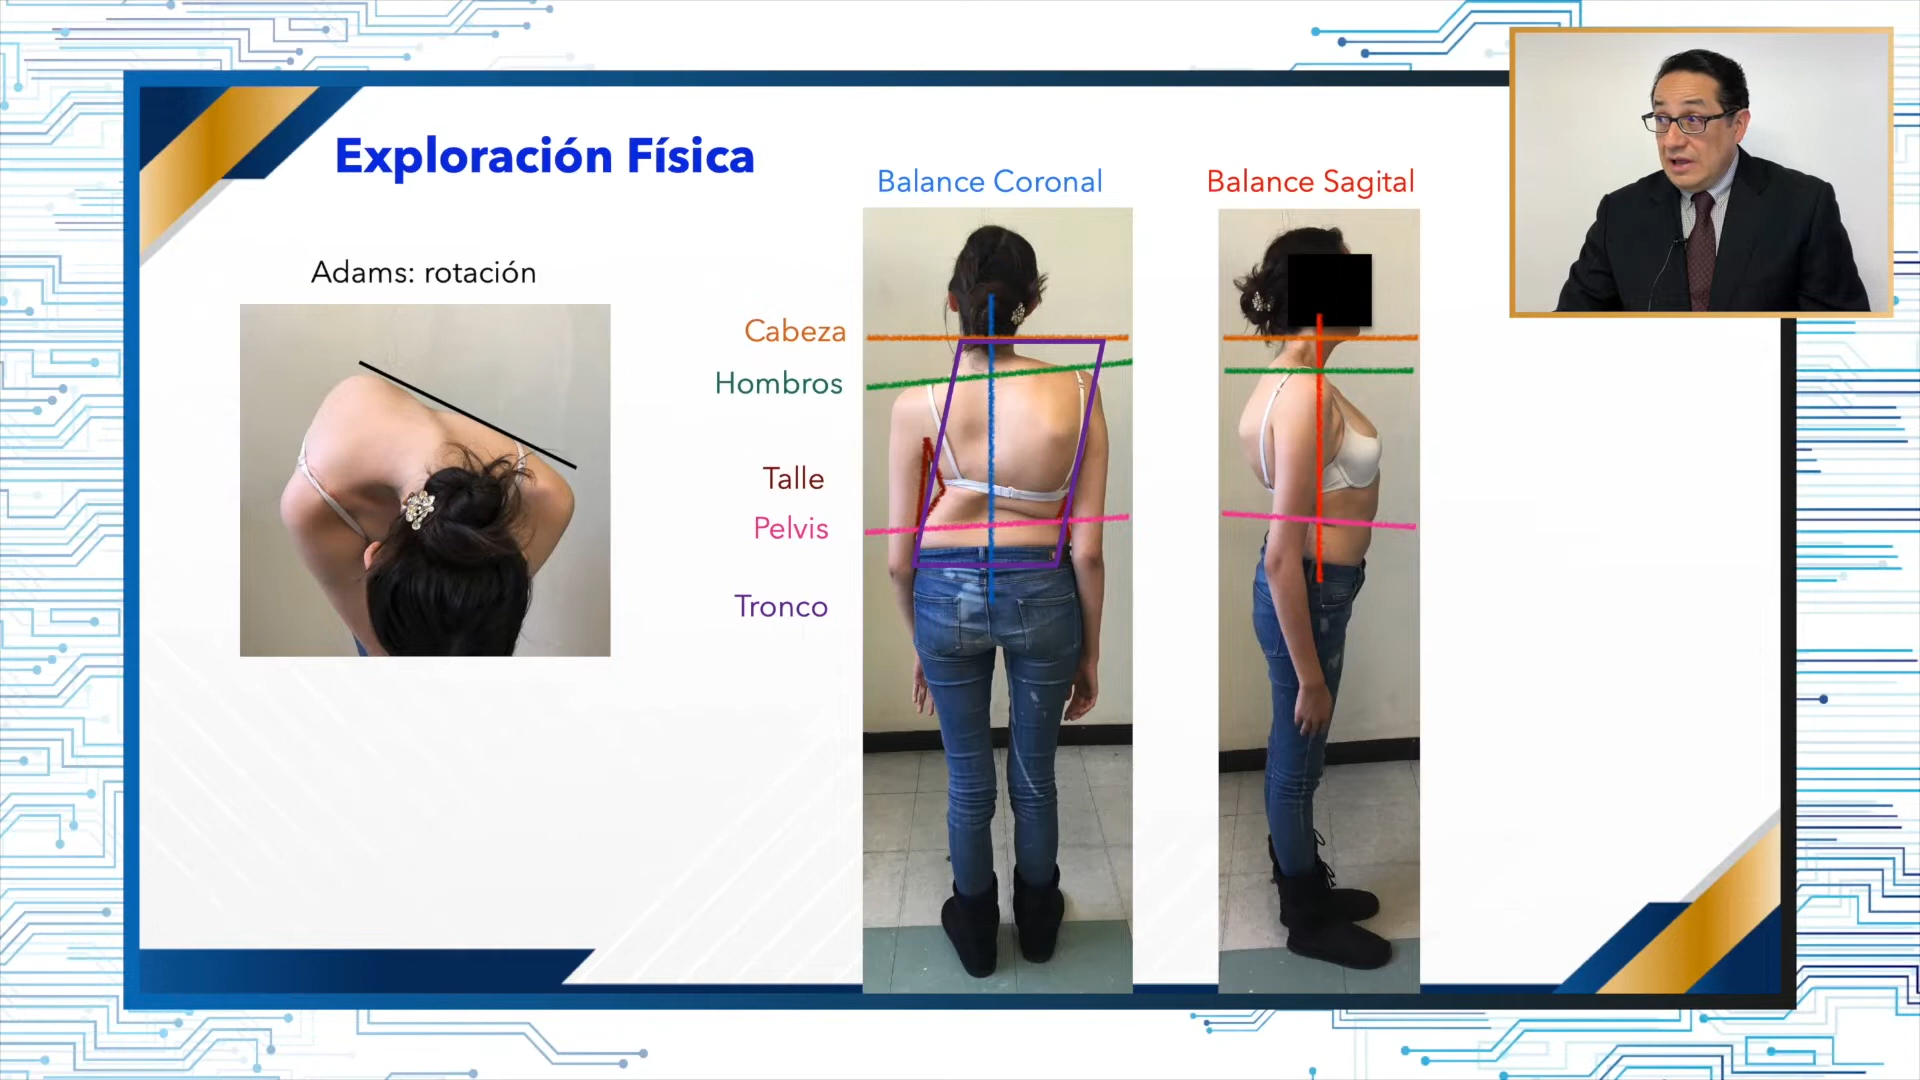 Exploración Física
Balance Coronal
Balance Sagital
Adams: rotación
Cabeza
Hombros
Talle
Pelvis
Tronco